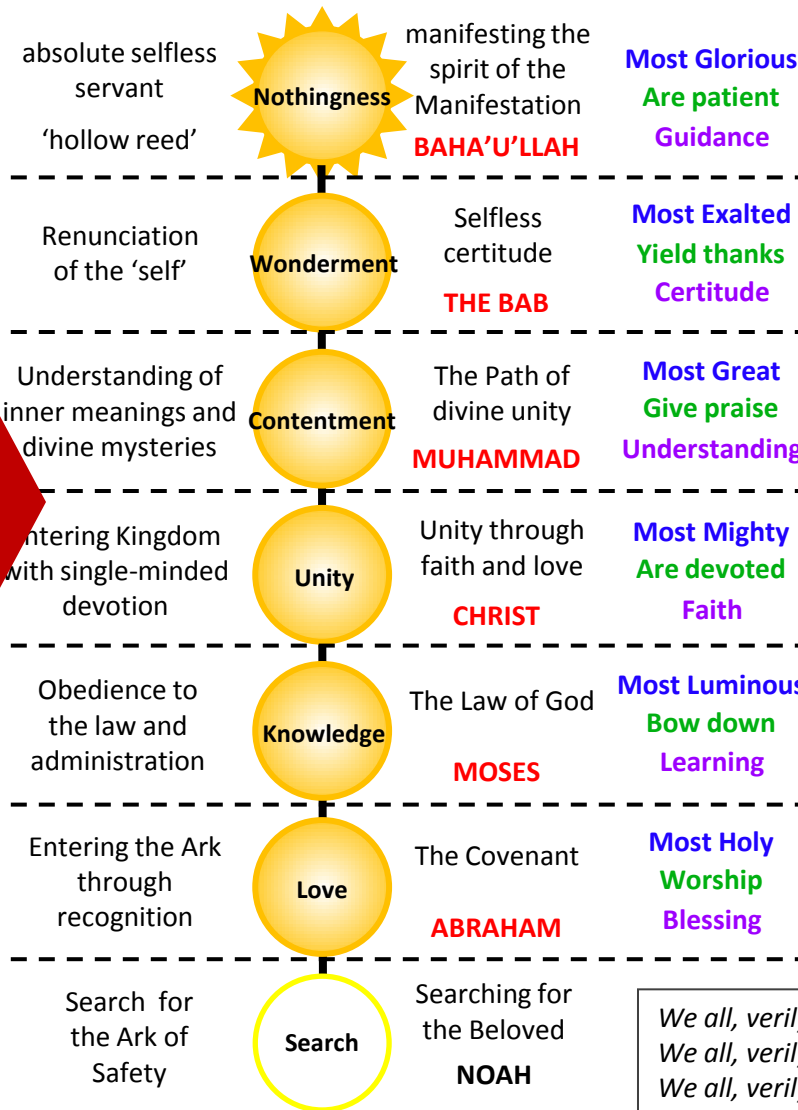 absolute selfless
servant
'hollow reed'
Nothingness
manifesting the
spirit of the
Manifestation
BAHA'U'LLAH
Most Glorious
Are patient
Guidance
Renunciation
of the 'self'
Wonderment
Selfless
certitude
THE BAB
Most Exalted
Yield thanks
Certitude
Understanding of
inner meanings and
divine mysteries
Contentment
The Path of
divine unity
MUHAMMAD
Most Great
Give praise
Understanding
ntering Kingdom
with single-minded
devotion
Unity
Unity through
faith and love
CHRIST
Most Mighty
Are devoted
Faith
Obedience to
the law and
administration
Knowledge
The Law of God
MOSES
Most Luminous
Bow down
Learning
Entering the Ark
through
recognition
Love
The Covenant
ABRAHAM
Most Holy
Worship
Blessing
Search for
the Ark of
Safety
Search
Searching for
the Beloved
NOAH
We all, veril
We all, veril
We all, veril